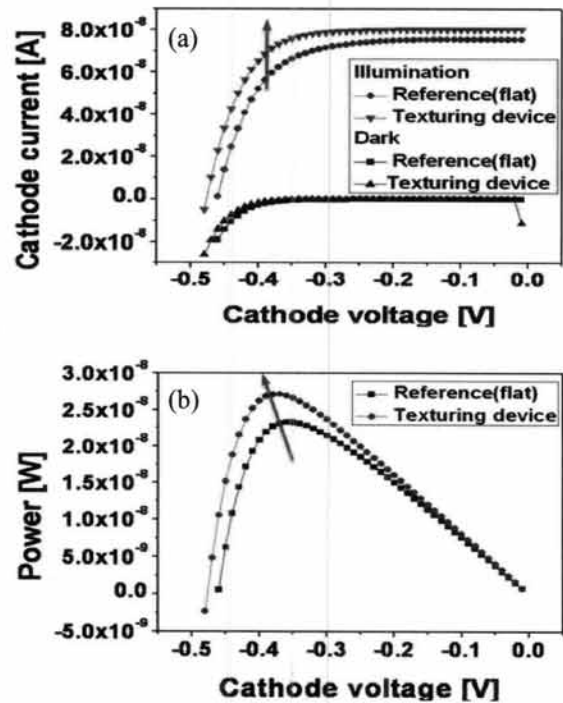 (a)
Cathode current [A]
8.0x10⁻⁸
6.0x10⁻⁸
4.0x10⁻⁸
2.0x10⁻⁸
0.0
-2.0x10⁻⁸
Illumination
Reference(flat)
Texturing device
Dark
Reference(flat)
Texturing device
-0.5 -0.4 -0.3 -0.2 -0.1 0.0
Cathode voltage [V]
(b)
Power [W]
3.0x10⁻⁸
2.5x10⁻⁸
2.0x10⁻⁸
1.5x10⁻⁸
1.0x10⁻⁸
5.0x10⁻⁹
0.0
-5.0x10⁻⁹
Reference(flat)
Texturing device
-0.5 -0.4 -0.3 -0.2 -0.1 0.0
Cathode voltage [V]